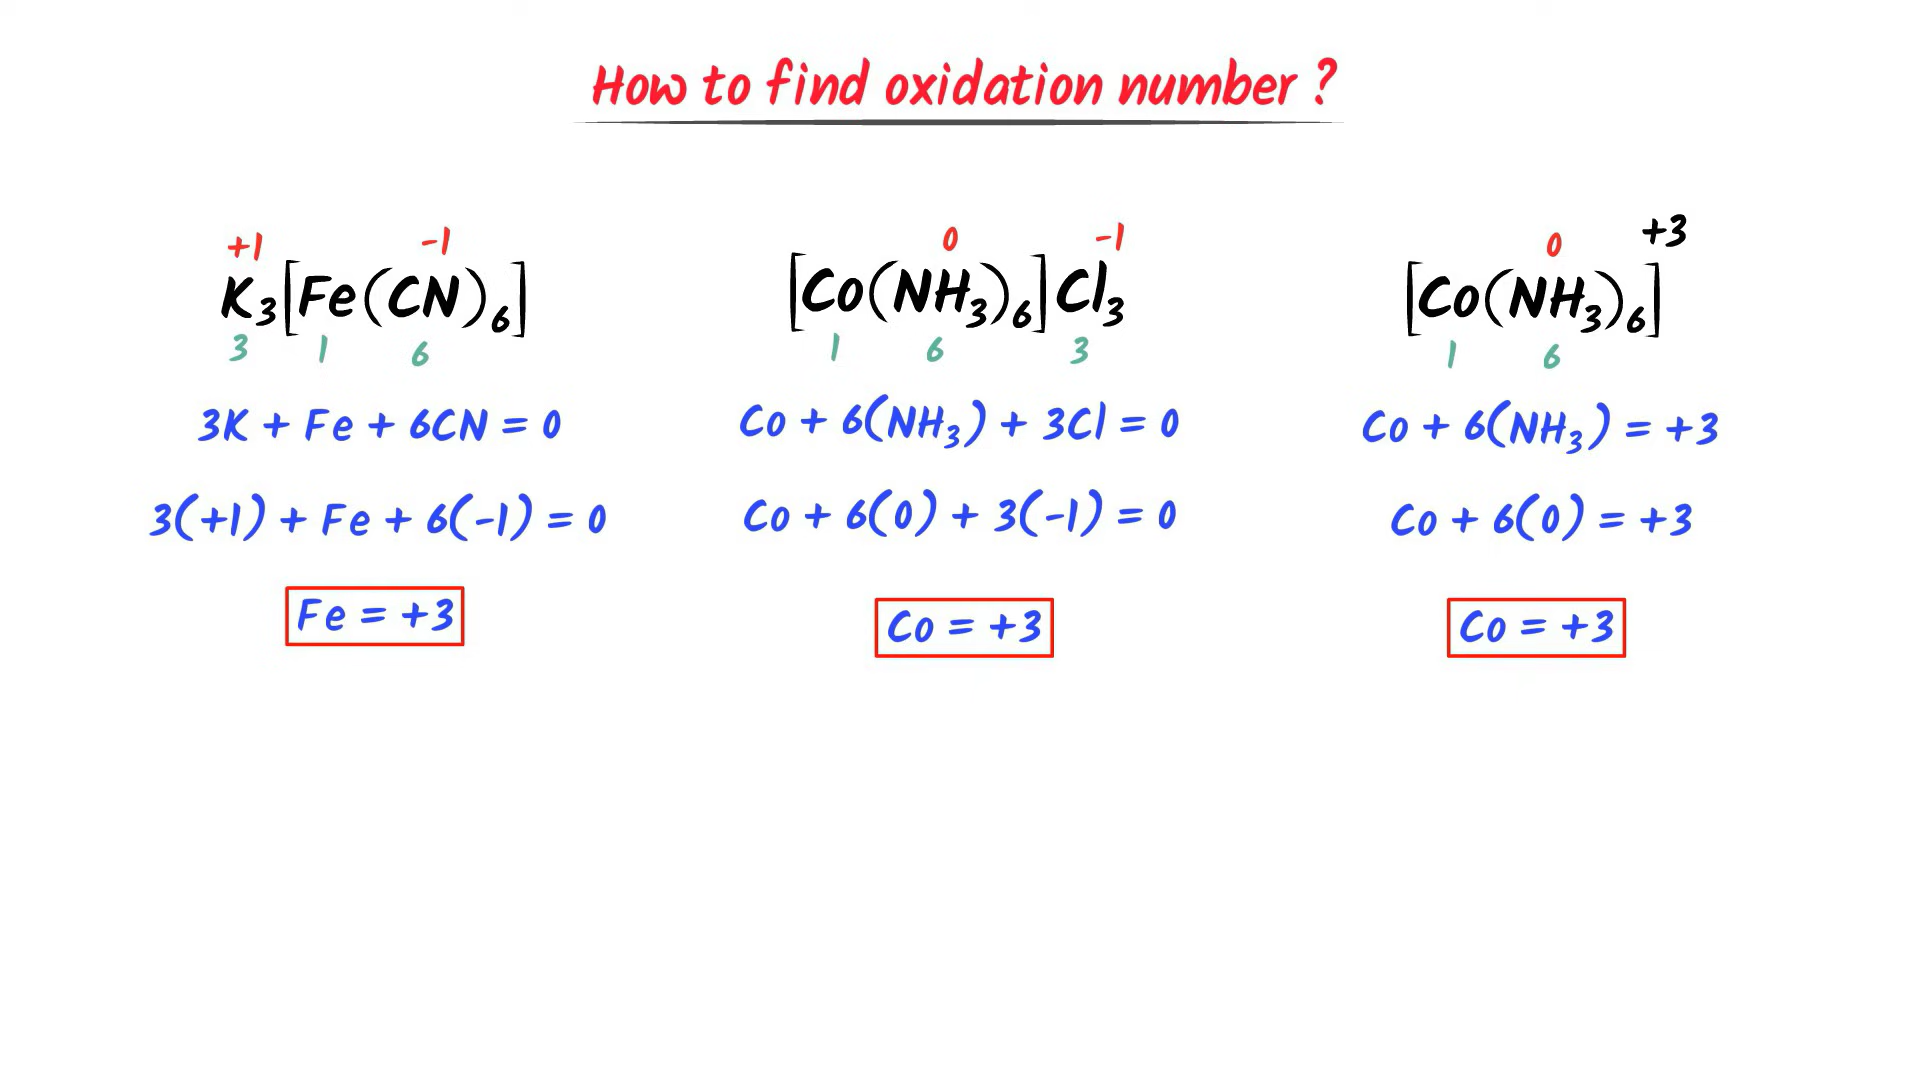 How to find oxidation number ?
+1 -1
K₃[Fe(CN)₆]
3 1 6
3K + Fe + 6CN = 0
3(+1) + Fe + 6(-1) = 0
Fe = +3
0 -1
[Co(NH₃)₆]Cl₃
1 6 3
Co + 6(NH₃) + 3Cl = 0
Co + 6(0) + 3(-1) = 0
Co = +3
0 +3
[Co(NH₃)₆]
1 6
Co + 6(NH₃) = +3
Co + 6(0) = +3
Co = +3